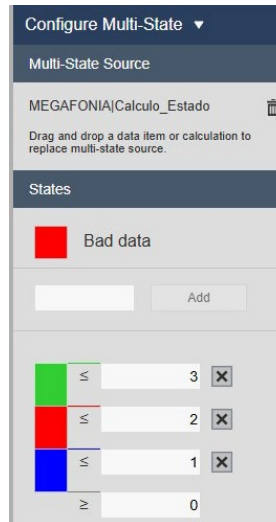 Configure Multi-State ▼
Multi-State Source
MEGAFONIA|Calculo_Estado
Drag and drop a data item or calculation to
replace multi-state source.
States
Bad data
Add
≤ 3
≤ 2
≤ 1
≥ 0